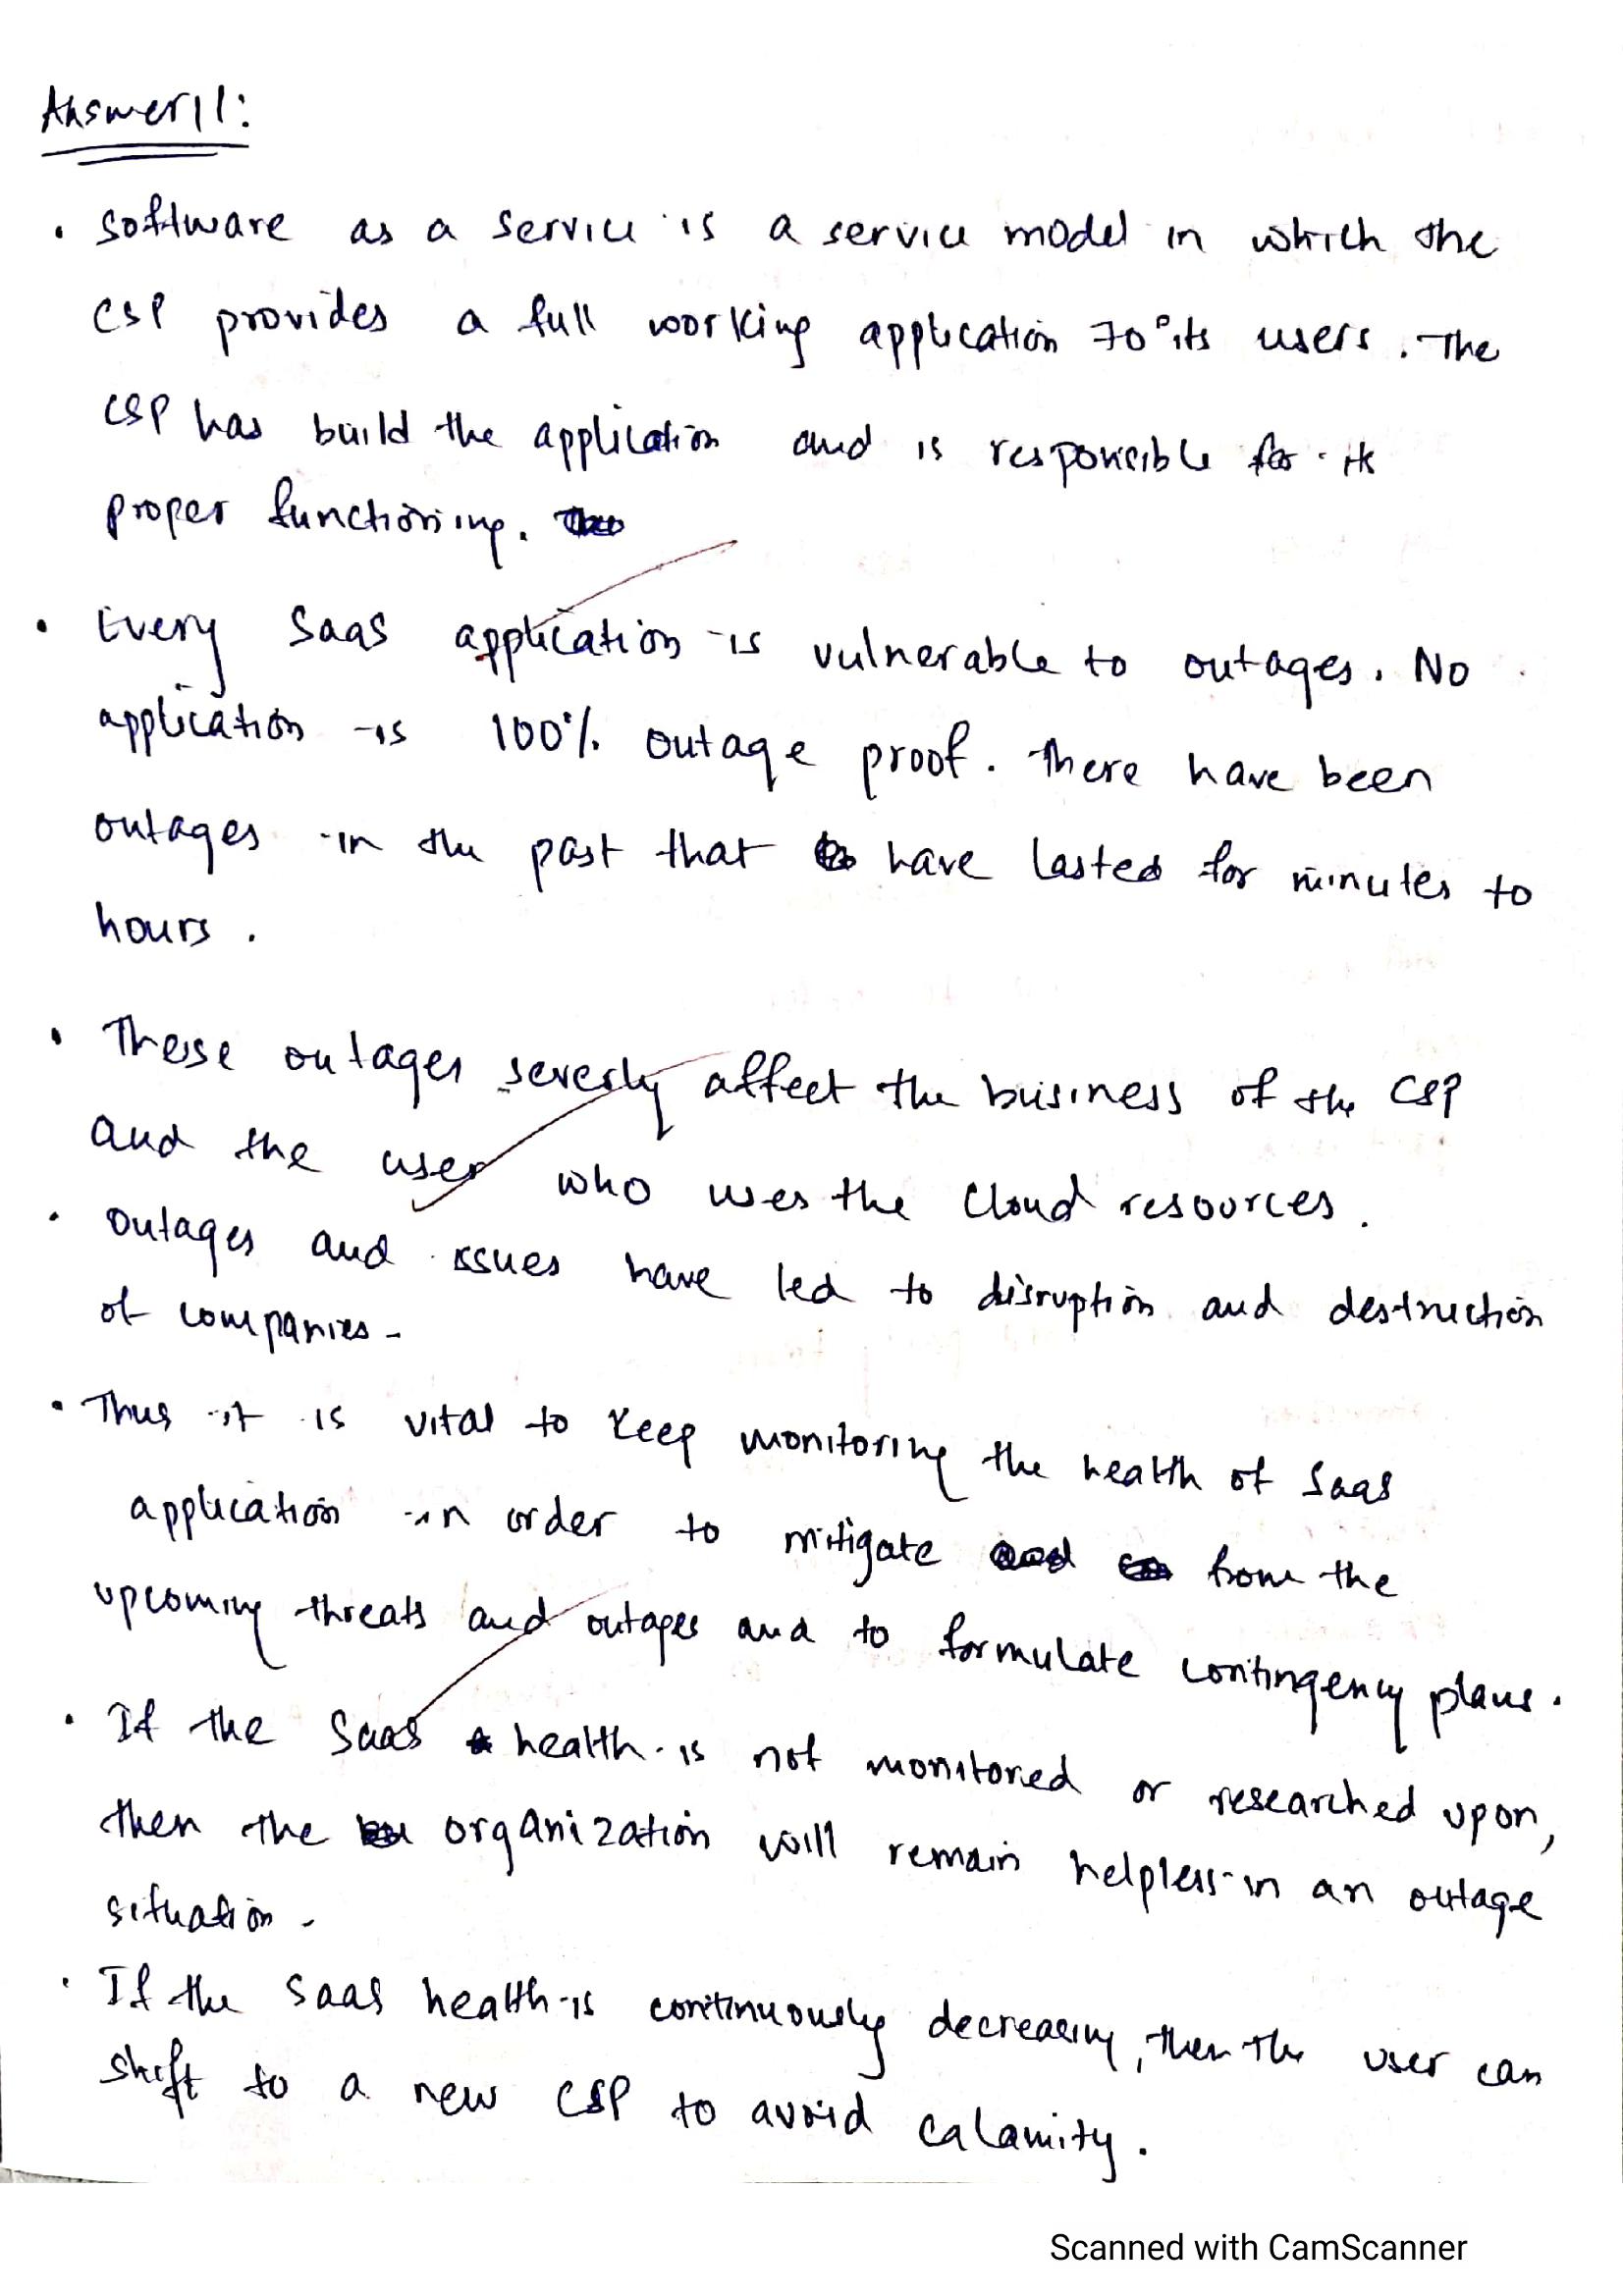 Answer11:
• Software as a service is a service model in which the
CSP provides a full working application to its users. The
CSP has build the application and is responsible for its
proper functioning.
• Every SaaS application is vulnerable to outages. No
application is 100% outage proof. There have been
outages in the past that have lasted for minutes to
hours.
• These outages severly affect the business of the CSP
and the user who uses the cloud resources.
• Outages and issues have led to disruption and destruction
of companies.
• Thus it is vital to keep monitoring the health of SaaS
application in order to mitigate from the
upcoming threats and outages and to formulate contingency plans.
• If the SaaS health is not monitored or researched upon,
then the organization will remain helpless in an outage
situation.
• If the SaaS health is continuously decreasing, then the user can
shift to a new CSP to avoid calamity.
Scanned with CamScanner